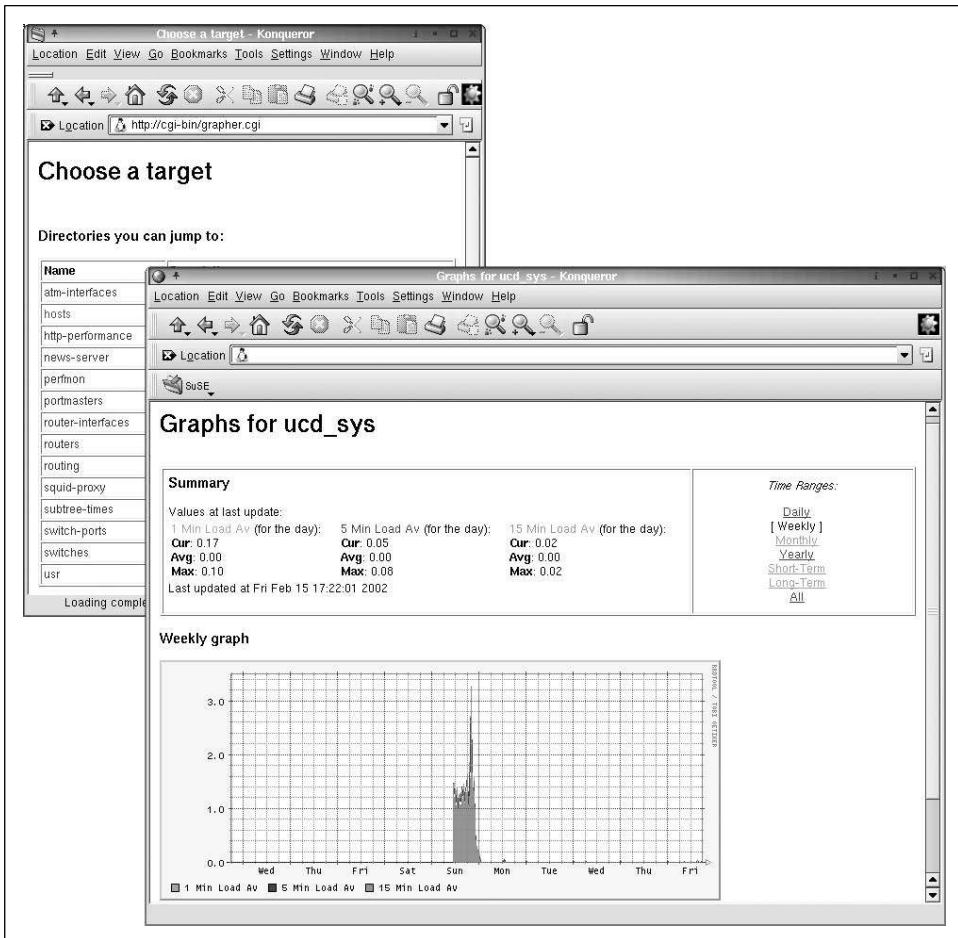 Choose a target - Konqueror
Location Edit View Go Bookmarks Tools Settings Window Help
Location http://cgi-bin/grapher.cgi
Choose a target
Directories you can jump to:
Name
atm-interfaces
hosts
http-performance
news-server
perfmon
portmasters
router-interfaces
routers
routing
squid-proxy
subtree-times
switch-ports
switches
usr
Loading comple
Graphs for ucd_sys - Konqueror
Location Edit View Go Bookmarks Tools Settings Window Help
Location
SuSE
Graphs for ucd_sys
Summary
Values at last update:
1 Min Load Av (for the day): 5 Min Load Av (for the day): 15 Min Load Av (for the day):
Cur: 0.17 Cur: 0.05 Cur: 0.02
Avg: 0.00 Avg: 0.00 Avg: 0.00
Max: 0.10 Max: 0.08 Max: 0.02
Last updated at Fri Feb 15 17:22:01 2002
Time Ranges:
Daily
[ Weekly ]
Monthly
Yearly
Short-Term
Long-Term
All
Weekly graph
RRDTOOL / TOBI OETIKER
3.0
2.0
1.0
0.0
Wed Thu Fri Sat Sun Mon Tue Wed Thu Fri
1 Min Load Av 5 Min Load Av 15 Min Load Av